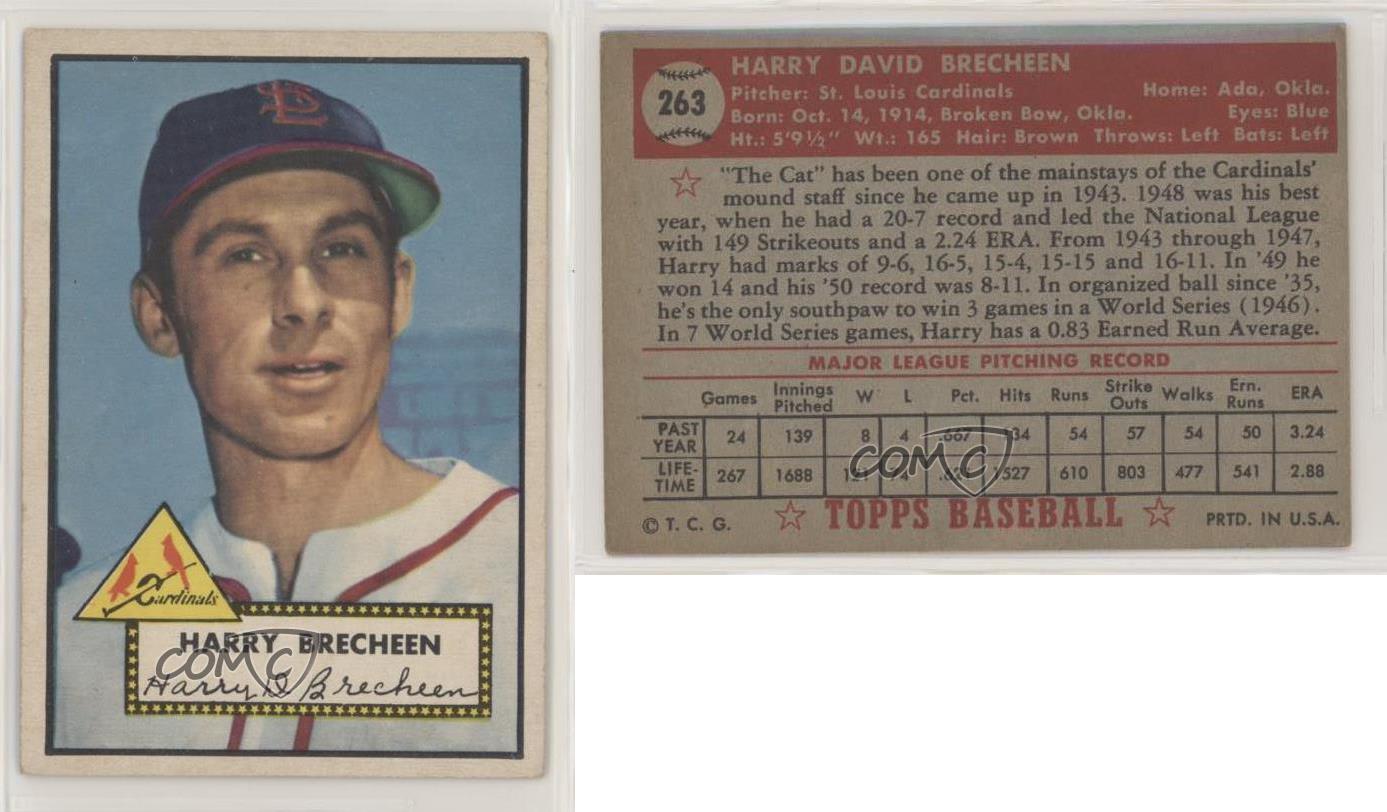 StL
Cardinals
HARRY BRECHEEN
COMC
Harry D Brecheen
263
HARRY DAVID BRECHEEN
Pitcher: St. Louis Cardinals Home: Ada, Okla.
Born: Oct. 14, 1914, Broken Bow, Okla. Eyes: Blue
Ht.: 5'9½" Wt.: 165 Hair: Brown Throws: Left Bats: Left
"The Cat" has been one of the mainstays of the Cardinals'
mound staff since he came up in 1943. 1948 was his best
year, when he had a 20-7 record and led the National League
with 149 Strikeouts and a 2.24 ERA. From 1943 through 1947,
Harry had marks of 9-6, 16-5, 15-4, 15-15 and 16-11. In '49 he
won 14 and his '50 record was 8-11. In organized ball since '35,
he's the only southpaw to win 3 games in a World Series (1946).
In 7 World Series games, Harry has a 0.83 Earned Run Average.
MAJOR LEAGUE PITCHING RECORD
Games Innings Pitched W L Pct. Hits Runs Strike Outs Walks Ern. Runs ERA
PAST YEAR 24 139 8 4 .667 134 54 57 54 50 3.24
LIFE-TIME 267 1688 121 1527 610 803 477 541 2.88
COMC
© T. C. G. TOPPS BASEBALL PRTD. IN U.S.A.